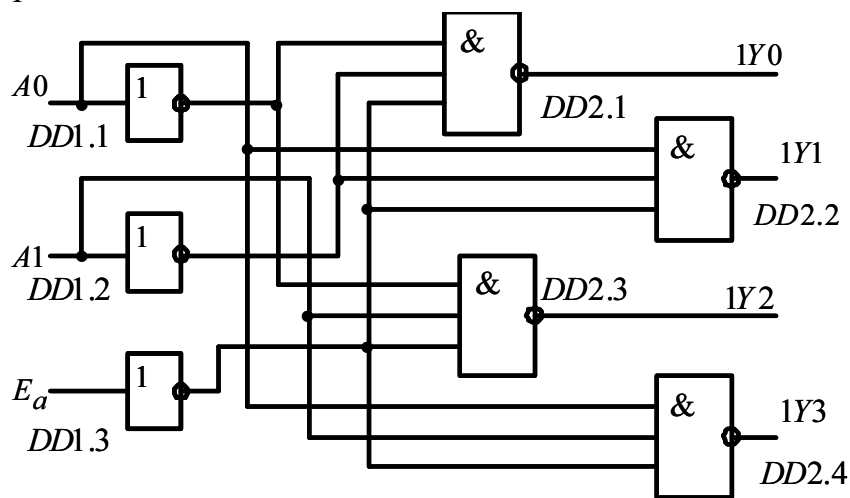 &
1Y0
A0
1
DD1.1
DD2.1
&
1Y1
A1
1
DD2.2
DD1.2
&
DD2.3
1Y2
Ea
1
DD1.3
&
1Y3
DD2.4